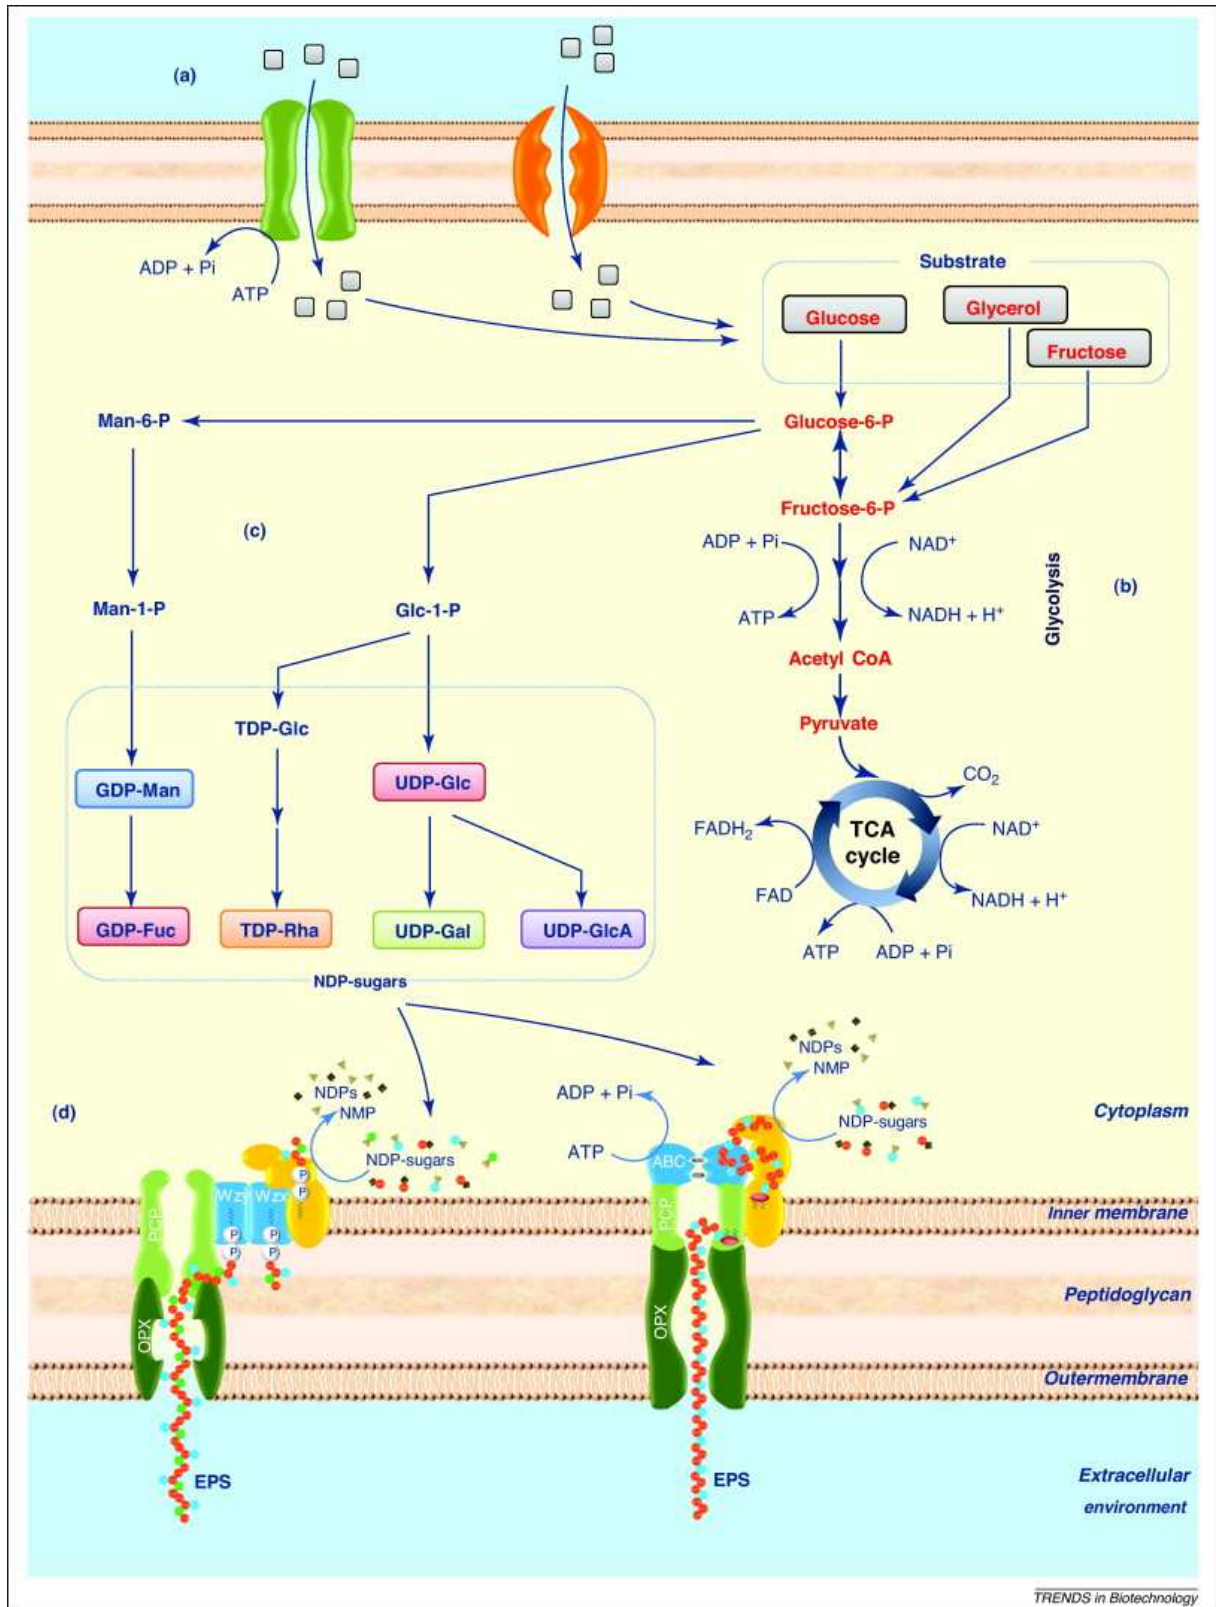 (a)
ADP + Pi
ATP
Substrate
Glucose
Glycerol
Fructose
Man-6-P
Glucose-6-P
Fructose-6-P
(c)
ADP + Pi
NAD⁺
Glycolysis
(b)
Man-1-P
Glc-1-P
ATP
NADH + H⁺
Acetyl CoA
TDP-Glc
Pyruvate
GDP-Man
UDP-Glc
CO₂
FADH₂
TCA
cycle
NAD⁺
FAD
NADH + H⁺
GDP-Fuc
TDP-Rha
UDP-Gal
UDP-GlcA
ATP
ADP + Pi
NDP-sugars
NDPs
NMP
(d)
NDPs
NMP
ADP + Pi
Cytoplasm
NDP-sugars
ATP
ABC
NDP-sugars
P
P
Wzx
PCP
PCP
Inner membrane
P
P
P
P
Peptidoglycan
OPX
OPX
Outermembrane
EPS
EPS
Extracellular
environment
TRENDS in Biotechnology